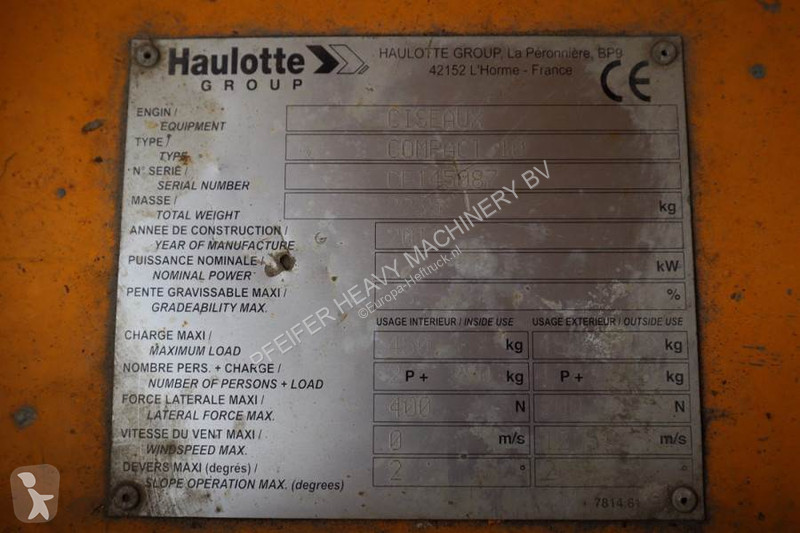 Haulotte
GROUP
HAULOTTE GROUP, La Péronnière, BP9
42152 L'Horme - France
CE
ENGIN /
EQUIPMENT
CISEAUX
TYPE /
TYPE
COMPACT
N° SERIE /
SERIAL NUMBER
MASSE /
TOTAL WEIGHT
kg
ANNEE DE CONSTRUCTION /
YEAR OF MANUFACTURE
PUISSANCE NOMINALE /
NOMINAL POWER
kW
PENTE GRAVISSABLE MAXI /
GRADEABILITY MAX.
%
USAGE INTERIEUR / INSIDE USE
USAGE EXTERIEUR / OUTSIDE USE
CHARGE MAXI /
MAXIMUM LOAD
kg
kg
NOMBRE PERS. + CHARGE /
NUMBER OF PERSONS + LOAD
P + kg
P + kg
FORCE LATERALE MAXI /
LATERAL FORCE MAX.
400 N
N
VITESSE DU VENT MAXI /
WINDSPEED MAX.
0 m/s
m/s
DEVERS MAXI (degrés) /
SLOPE OPERATION MAX. (degrees)
2 °
2 °
7814.61
PFEIFER HEAVY MACHINERY BV
©Europa-Heftruck.nl